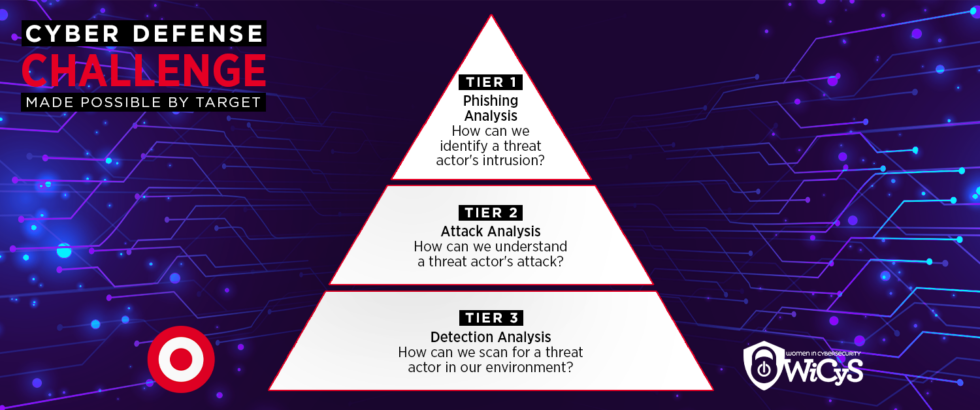 CYBER DEFENSE
CHALLENGE
MADE POSSIBLE BY TARGET
TIER 1
Phishing
Analysis
How can we
identify a threat
actor's intrusion?
TIER 2
Attack Analysis
How can we understand
a threat actor's attack?
TIER 3
Detection Analysis
How can we scan for a threat
actor in our environment?
WOMEN IN CYBERSECURITY
WiCyS